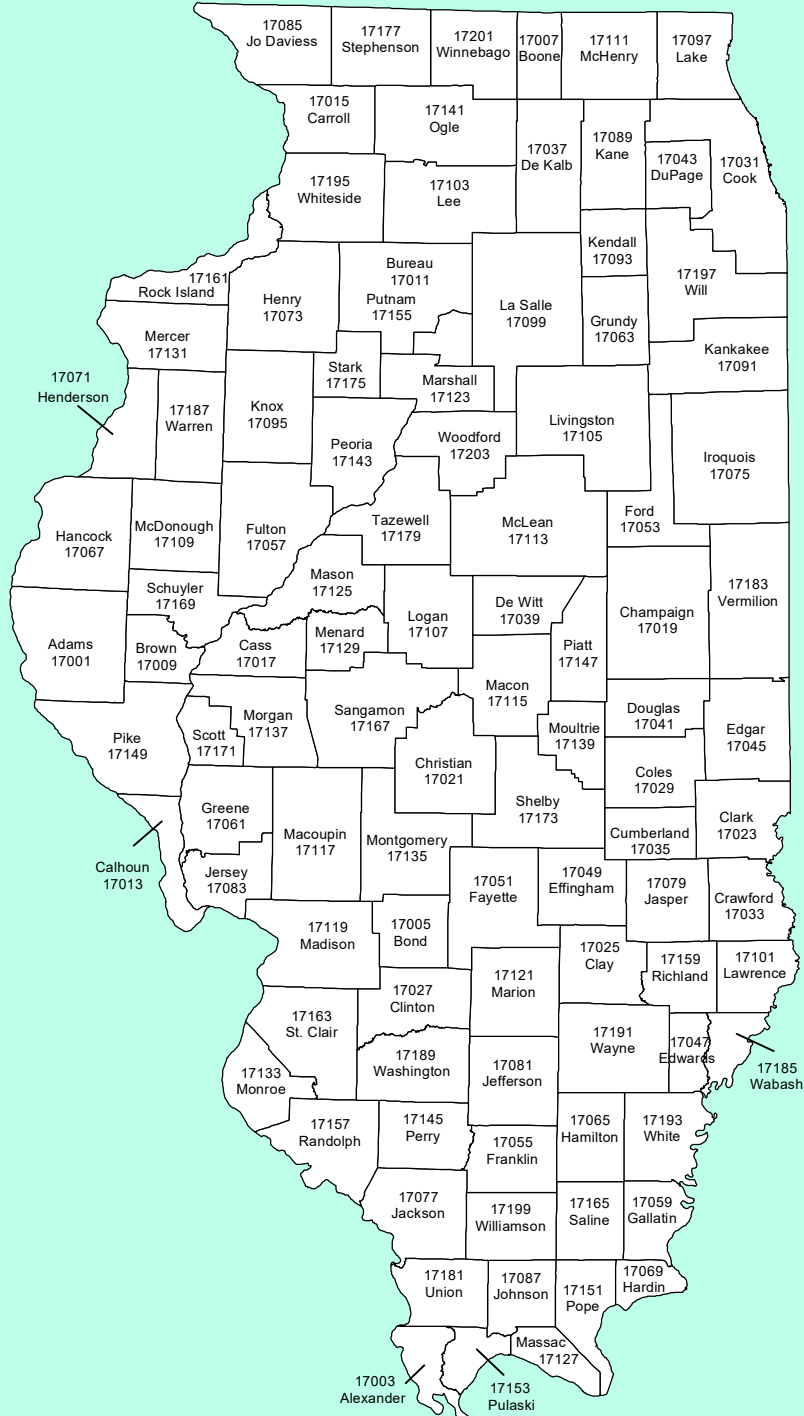 17085
Jo Daviess
17177
Stephenson
17201
Winnebago
17007
Boone
17111
McHenry
17097
Lake
17015
Carroll
17141
Ogle
17037
De Kalb
17089
Kane
17043
DuPage
17031
Cook
17195
Whiteside
17103
Lee
Kendall
17093
17161
Rock Island
Henry
17073
Bureau
17011
Putnam
17155
La Salle
17099
Grundy
17063
17197
Will
Mercer
17131
Kankakee
17091
17071
Henderson
17187
Warren
Knox
17095
Stark
17175
Marshall
17123
Peoria
17143
Woodford
17203
Livingston
17105
Iroquois
17075
Hancock
17067
McDonough
17109
Fulton
17057
Tazewell
17179
McLean
17113
Ford
17053
Schuyler
17169
Mason
17125
Logan
17107
De Witt
17039
Champaign
17019
17183
Vermilion
Adams
17001
Brown
17009
Cass
17017
Menard
17129
Piatt
17147
Macon
17115
Pike
17149
Scott
17171
Morgan
17137
Sangamon
17167
Christian
17021
Moultrie
17139
Douglas
17041
Edgar
17045
Coles
17029
Shelby
17173
Greene
17061
Macoupin
17117
Montgomery
17135
Cumberland
17035
Clark
17023
Calhoun
17013
Jersey
17083
17051
Fayette
17049
Effingham
17079
Jasper
Crawford
17033
17119
Madison
17005
Bond
17025
Clay
17159
Richland
17101
Lawrence
17027
Clinton
17121
Marion
17163
St. Clair
17191
Wayne
17047
Edwards
17185
Wabash
17133
Monroe
17189
Washington
17081
Jefferson
17157
Randolph
17145
Perry
17055
Franklin
17065
Hamilton
17193
White
17077
Jackson
17199
Williamson
17165
Saline
17059
Gallatin
17181
Union
17087
Johnson
17151
Pope
17069
Hardin
Massac
17127
17003
Alexander
17153
Pulaski